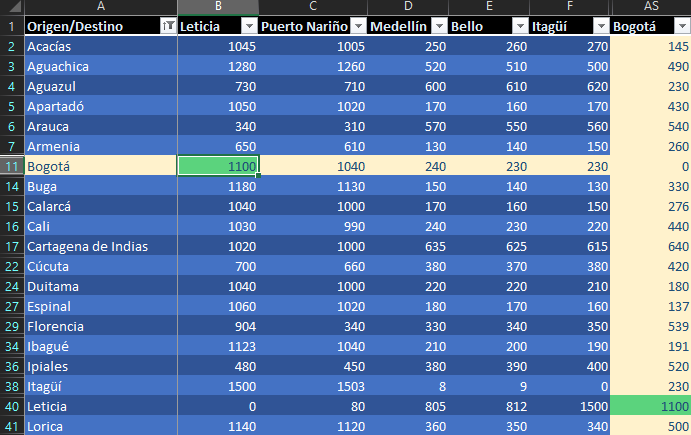 A B C D E F AS
1 Origen/Destino Leticia Puerto Nariño Medellín Bello Itagüí Bogotá
2 Acacías 1045 1005 250 260 270 145
3 Aguachica 1280 1260 520 510 500 490
4 Aguazul 730 710 600 610 620 230
5 Apartadó 1050 1020 170 160 170 430
6 Arauca 340 310 570 550 560 540
7 Armenia 650 610 130 140 150 260
11 Bogotá 1100 1040 240 230 230 0
14 Buga 1180 1130 150 140 130 330
15 Calarcá 1040 1000 170 160 150 276
16 Cali 1030 990 240 230 220 440
17 Cartagena de Indias 1020 1000 635 625 615 640
22 Cúcuta 700 660 380 370 380 420
24 Duitama 1040 1000 220 220 210 180
27 Espinal 1060 1020 180 170 160 137
29 Florencia 904 340 330 340 350 539
34 Ibagué 1123 1040 210 200 190 191
36 Ipiales 480 450 380 390 400 520
38 Itagüí 1500 1503 8 9 0 230
40 Leticia 0 80 805 812 1500 1100
41 Lorica 1140 1120 360 350 340 500